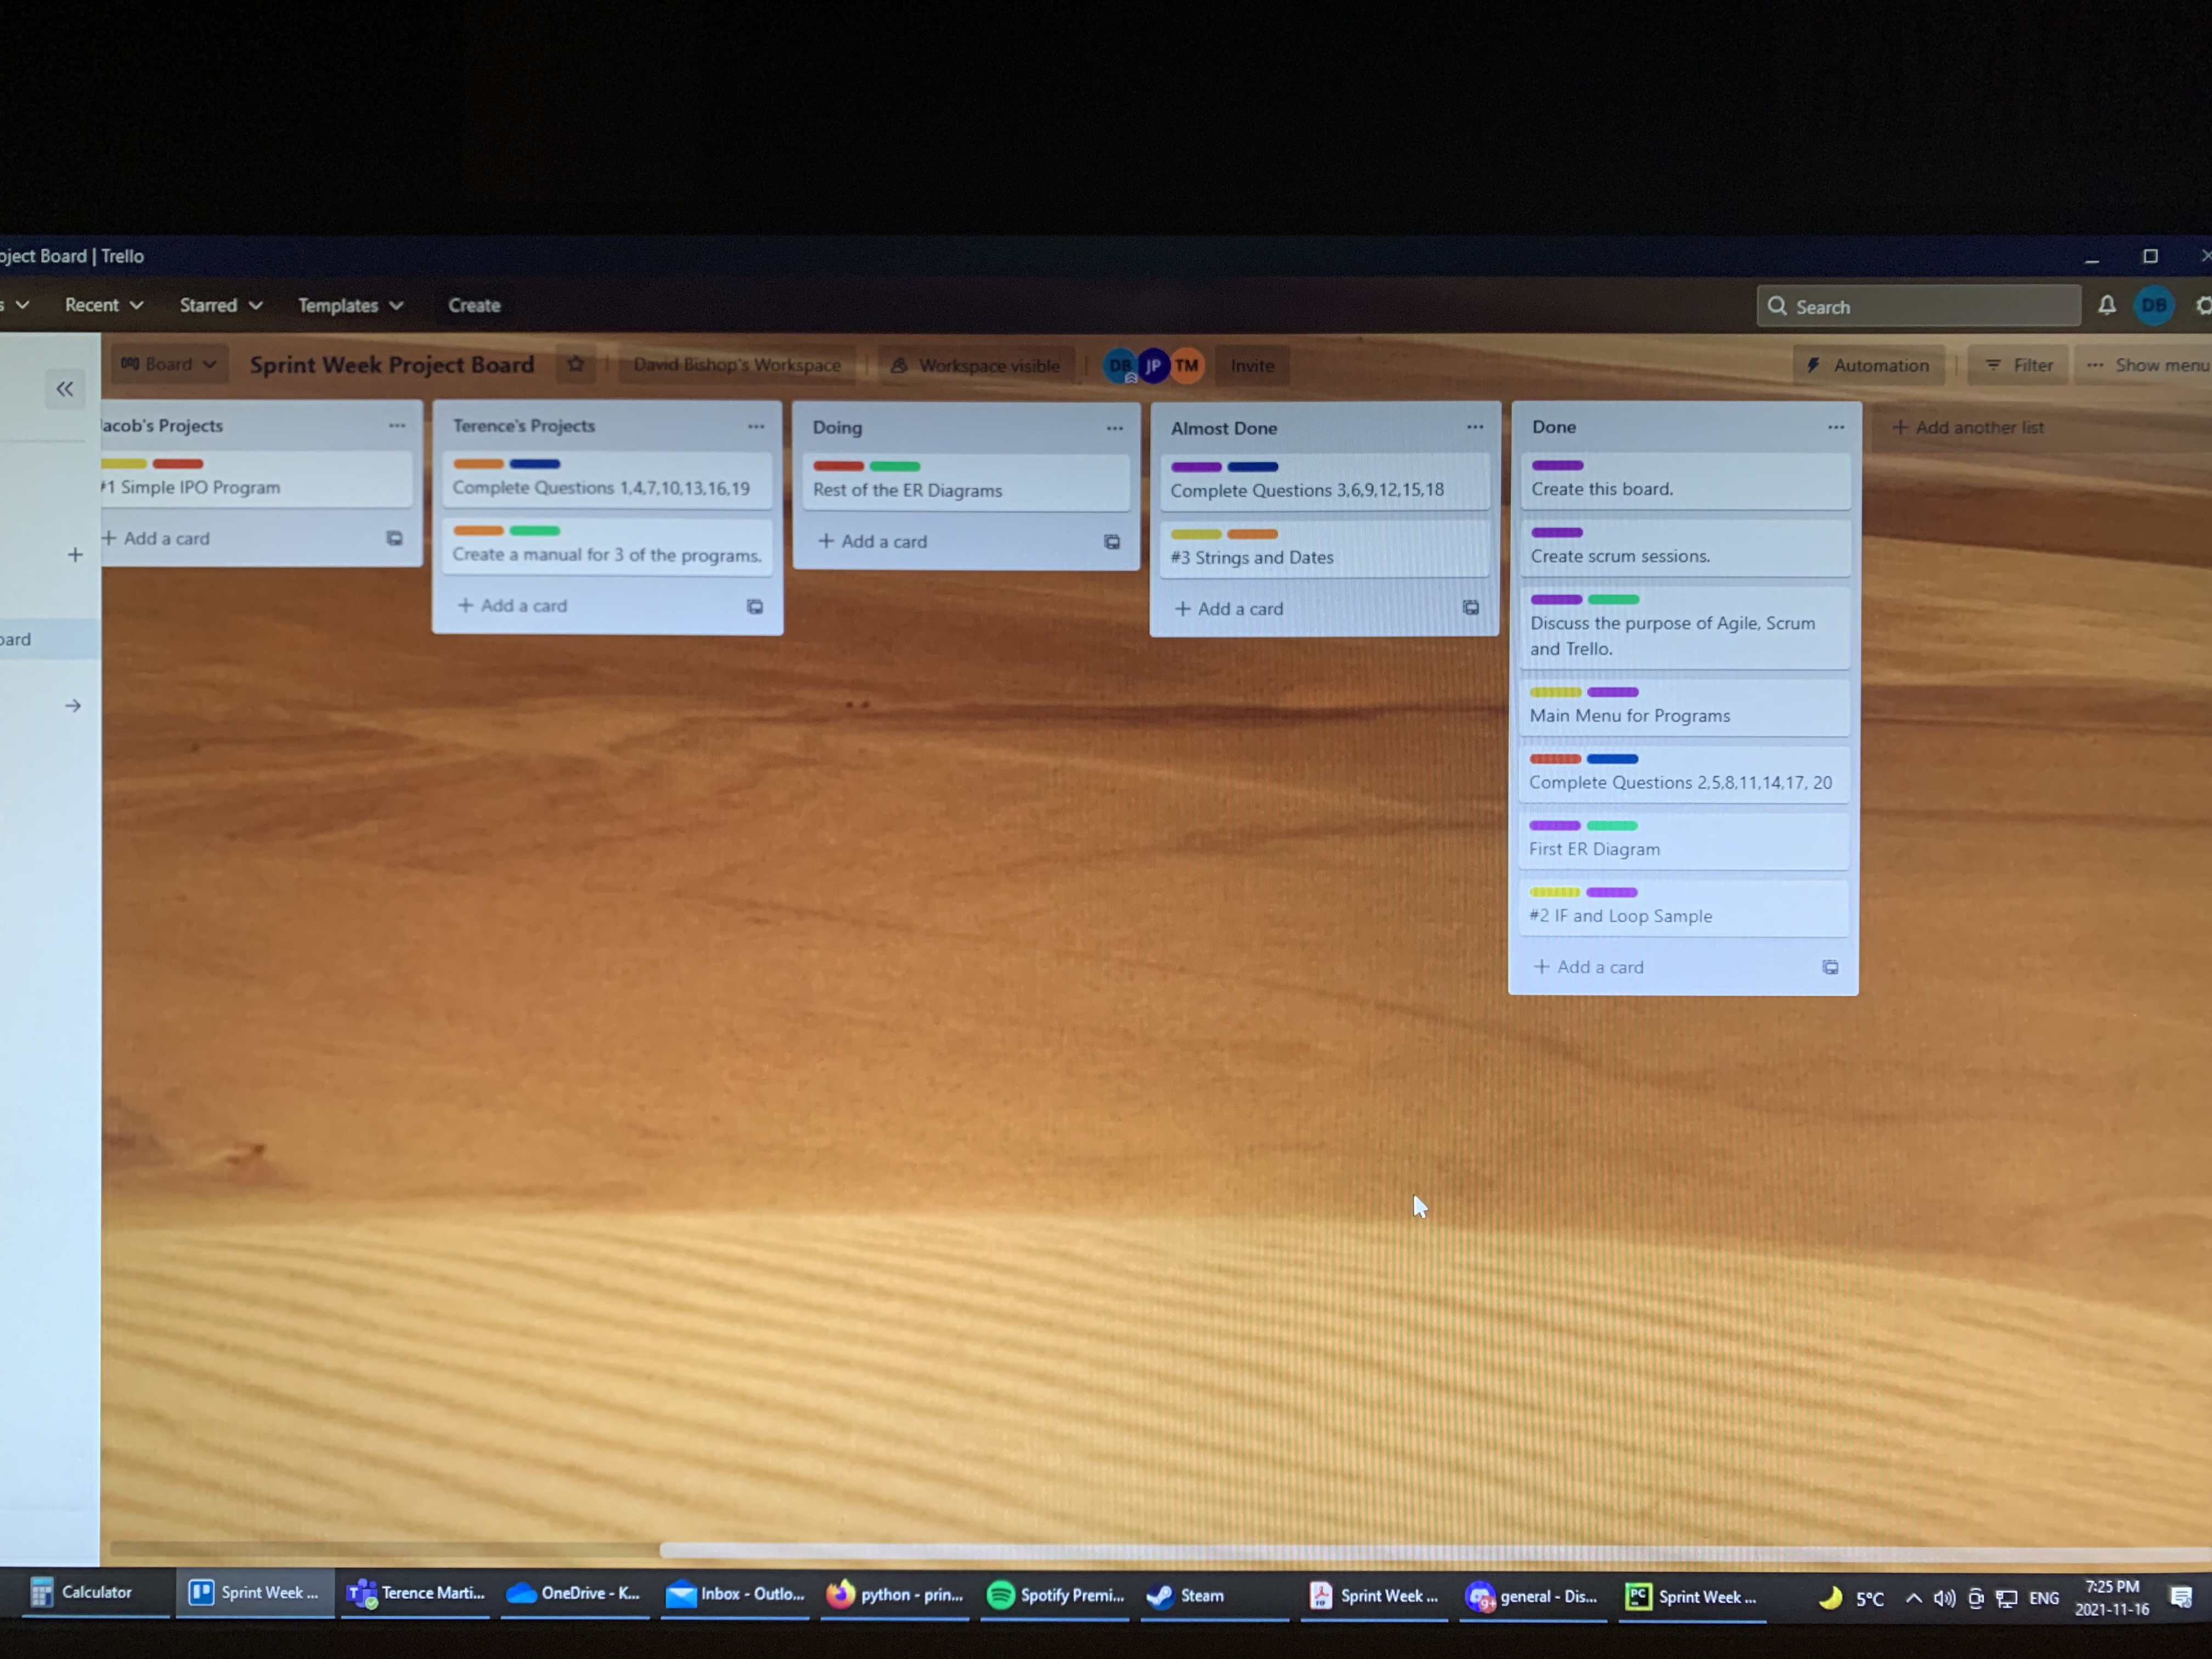 oject Board | Trello
s
Recent
Starred
Templates
Create
Search
DB
Board
Sprint Week Project Board
David Bishop's Workspace
Workspace visible
DB JP TM
Invite
Automation
Filter
Show menu
acob's Projects
#1 Simple IPO Program
+ Add a card
Terence's Projects
Complete Questions 1,4,7,10,13,16,19
Create a manual for 3 of the programs.
+ Add a card
Doing
Rest of the ER Diagrams
+ Add a card
Almost Done
Complete Questions 3,6,9,12,15,18
#3 Strings and Dates
+ Add a card
Done
Create this board.
Create scrum sessions.
Discuss the purpose of Agile, Scrum
and Trello.
Main Menu for Programs
Complete Questions 2,5,8,11,14,17, 20
First ER Diagram
#2 IF and Loop Sample
+ Add a card
+ Add another list
oard
Calculator
Sprint Week ...
Terence Marti...
OneDrive - K...
Inbox - Outlo...
python - prin...
Spotify Premi...
Steam
Sprint Week ...
9+
general - Dis...
PC
Sprint Week ...
5°C
ENG
7:25 PM
2021-11-16